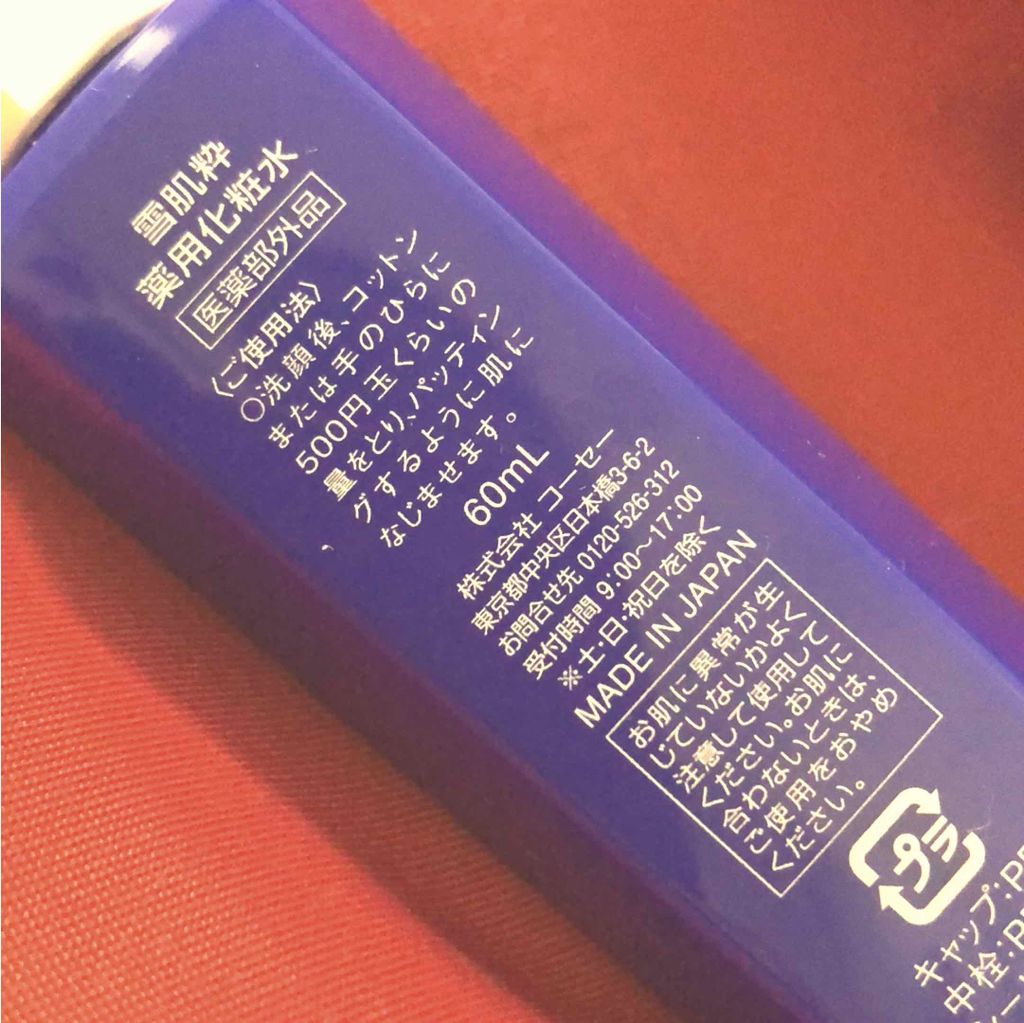 雪肌粋
薬用化粧水
医薬部外品
〈ご使用法〉
○洗顔後、コットン
または手のひらに
500円玉くらいの
量をとり、パッティン
グするように肌に
なじませます。
60mL
株式会社 コーセー
東京都中央区日本橋3-6-2
お問合せ先 0120-526-312
受付時間 9:00〜17:00
※土・日・祝日を除く
MADE IN JAPAN
お肌に異常が生
じていないかよく
注意して使用して
ください。お肌に
合わないときは、
ご使用をおやめ
ください。
プラ
キャップ:P
中栓:P